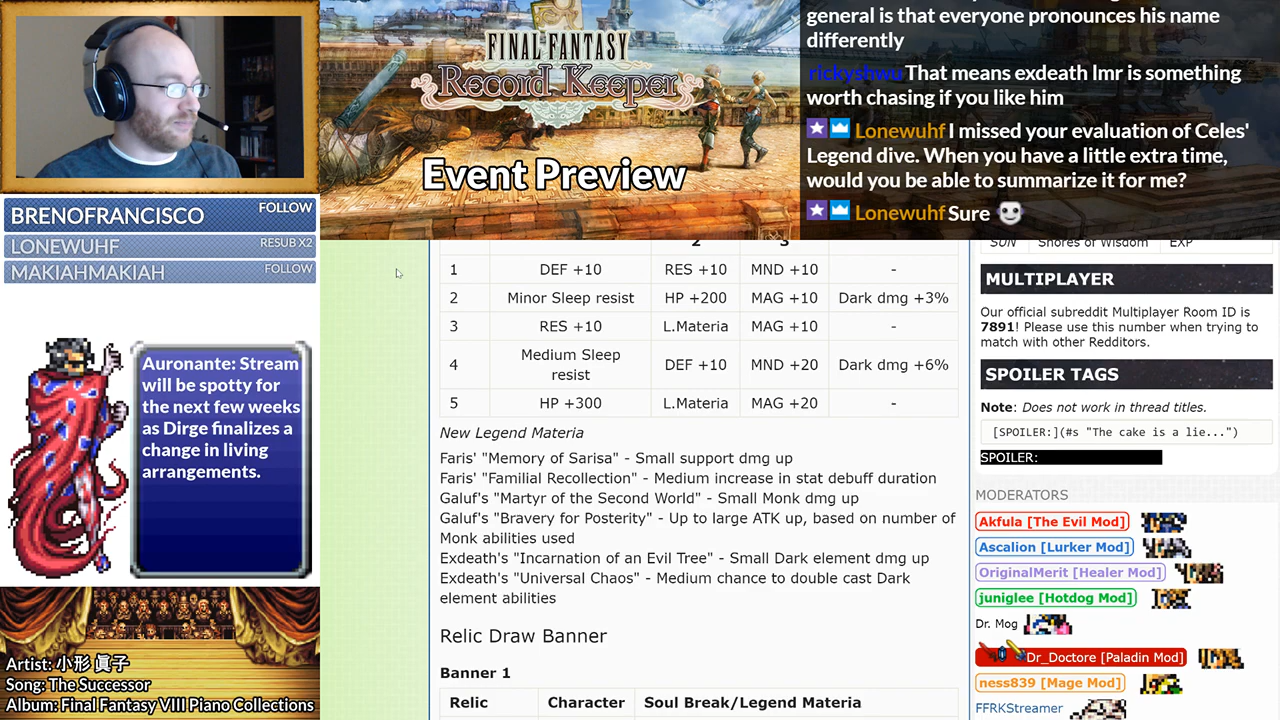 BRENOFRANCISCO FOLLOW
LONEWUHF RESUB X2
MAKIAHMAKIAH FOLLOW
Auronante: Stream
will be spotty for
the next few weeks
as Dirge finalizes a
change in living
arrangements.
Artist: 小形 眞子
Song: The Successor
Album: Final Fantasy VIII Piano Collections
FINAL FANTASY
Record Keeper
Event Preview
general is that everyone pronounces his name
differently
rickyshwu That means exdeath lmr is something
worth chasing if you like him
Lonewuhf I missed your evaluation of Celes'
Legend dive. When you have a little extra time,
would you be able to summarize it for me?
Lonewuhf Sure
2 3
1 DEF +10 RES +10 MND +10 -
2 Minor Sleep resist HP +200 MAG +10 Dark dmg +3%
3 RES +10 L.Materia MAG +10 -
4 Medium Sleep
resist DEF +10 MND +20 Dark dmg +6%
5 HP +300 L.Materia MAG +20 -
New Legend Materia
Faris' "Memory of Sarisa" - Small support dmg up
Faris' "Familial Recollection" - Medium increase in stat debuff duration
Galuf's "Martyr of the Second World" - Small Monk dmg up
Galuf's "Bravery for Posterity" - Up to large ATK up, based on number of
Monk abilities used
Exdeath's "Incarnation of an Evil Tree" - Small Dark element dmg up
Exdeath's "Universal Chaos" - Medium chance to double cast Dark
element abilities
Relic Draw Banner
Banner 1
Relic Character Soul Break/Legend Materia
SUN Shores of Wisdom EXP
MULTIPLAYER
Our official subreddit Multiplayer Room ID is
7891! Please use this number when trying to
match with other Redditors.
SPOILER TAGS
Note: Does not work in thread titles.
[SPOILER:](#s "The cake is a lie...")
SPOILER:
MODERATORS
Akfula [The Evil Mod]
Ascalion [Lurker Mod]
OriginalMerit [Healer Mod]
juniglee [Hotdog Mod]
Dr. Mog
Dr_Doctore [Paladin Mod]
ness839 [Mage Mod]
FFRKStreamer